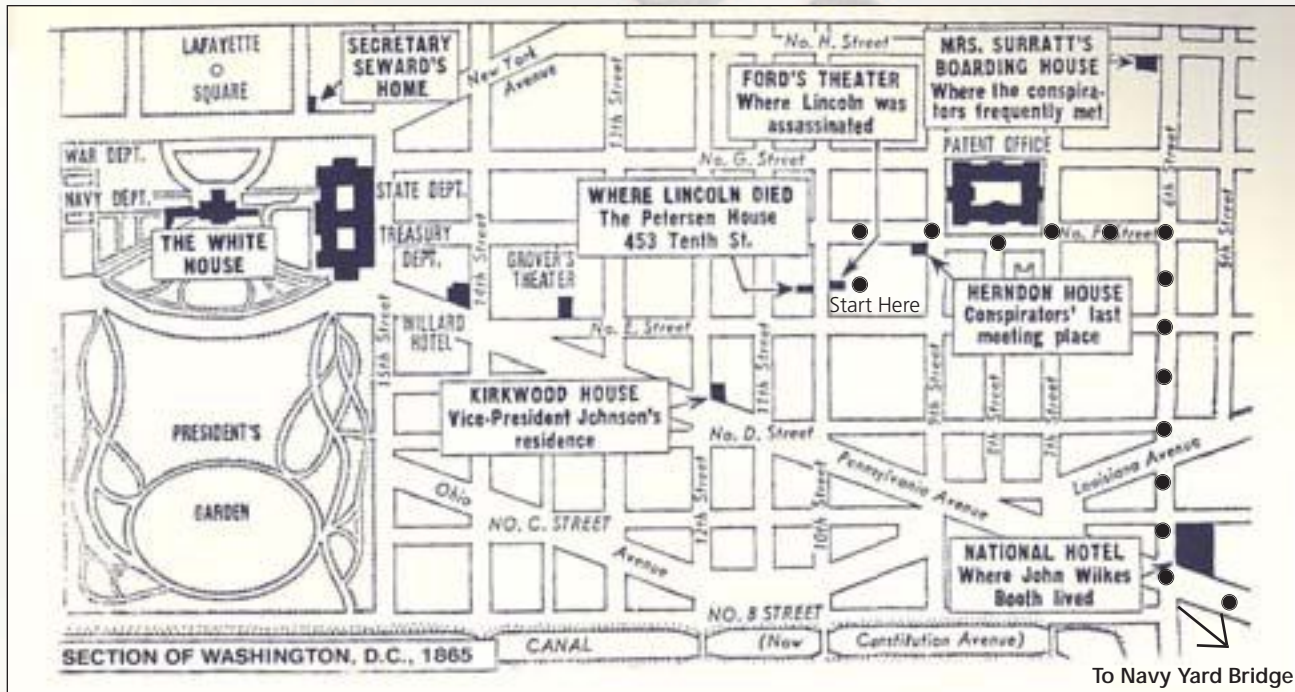 LAFAYETTE
SQUARE
SECRETARY
SEWARD'S
HOME
New York
Avenue
13th Street
No. H. Street
FORD'S THEATER
Where Lincoln was
assassinated
MRS. SURRATT'S
BOARDING HOUSE
Where the conspira-
tors frequently met
WAR DEPT.
NAVY DEPT.
THE WHITE
HOUSE
STATE DEPT.
TREASURY
DEPT.
14th Street
No. G. Street
WHERE LINCOLN DIED
The Petersen House
453 Tenth St.
PATENT OFFICE
6th Street
5th Street
No. F. Street
GROVER'S
THEATER
WILLARD
HOTEL
15th Street
No. E. Street
Start Here
HERNDON HOUSE
Conspirators' last
meeting place
KIRKWOOD HOUSE
Vice-President Johnson's
residence
11th Street
9th Street
8th Street
7th Street
No. D. Street
Pennsylvania Avenue
Louisiana Avenue
PRESIDENT'S
GARDEN
Ohio
Avenue
NO. C. STREET
12th Street
10th Street
NATIONAL HOTEL
Where John Wilkes
Booth lived
NO. B STREET
SECTION OF WASHINGTON, D.C., 1865
CANAL
(Now
Constitution Avenue)
To Navy Yard Bridge